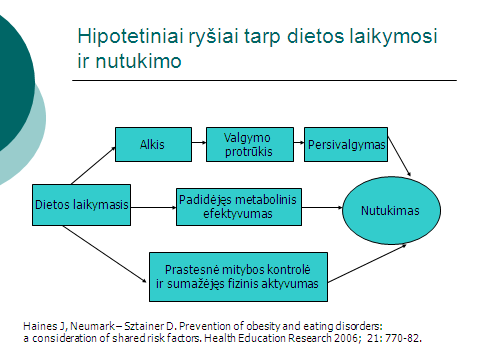 Hipotetiniai ryšiai tarp dietos laikymosi
ir nutukimo
Alkis
Valgymo
protrūkis
Persivalgymas
Dietos laikymasis
Padidėjęs metabolinis
efektyvumas
Nutukimas
Prastesnė mitybos kontrolė
ir sumažėjęs fizinis aktyvumas
Haines J, Neumark – Sztainer D. Prevention of obesity and eating disorders:
a consideration of shared risk factors. Health Education Research 2006; 21: 770-82.